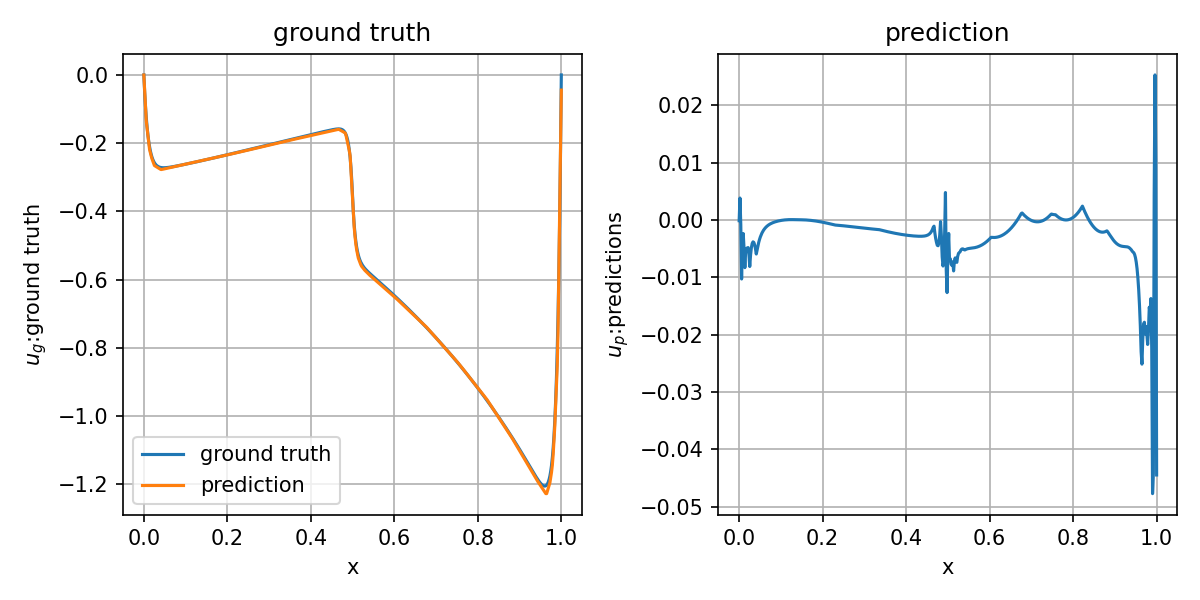 ground truth
0.0
−0.2
−0.4
−0.6
−0.8
−1.0
−1.2
u_g:ground truth
ground truth
prediction
0.0 0.2 0.4 0.6 0.8 1.0
x
prediction
0.02
0.01
0.00
−0.01
−0.02
−0.03
−0.04
−0.05
u_p:predictions
0.0 0.2 0.4 0.6 0.8 1.0
x